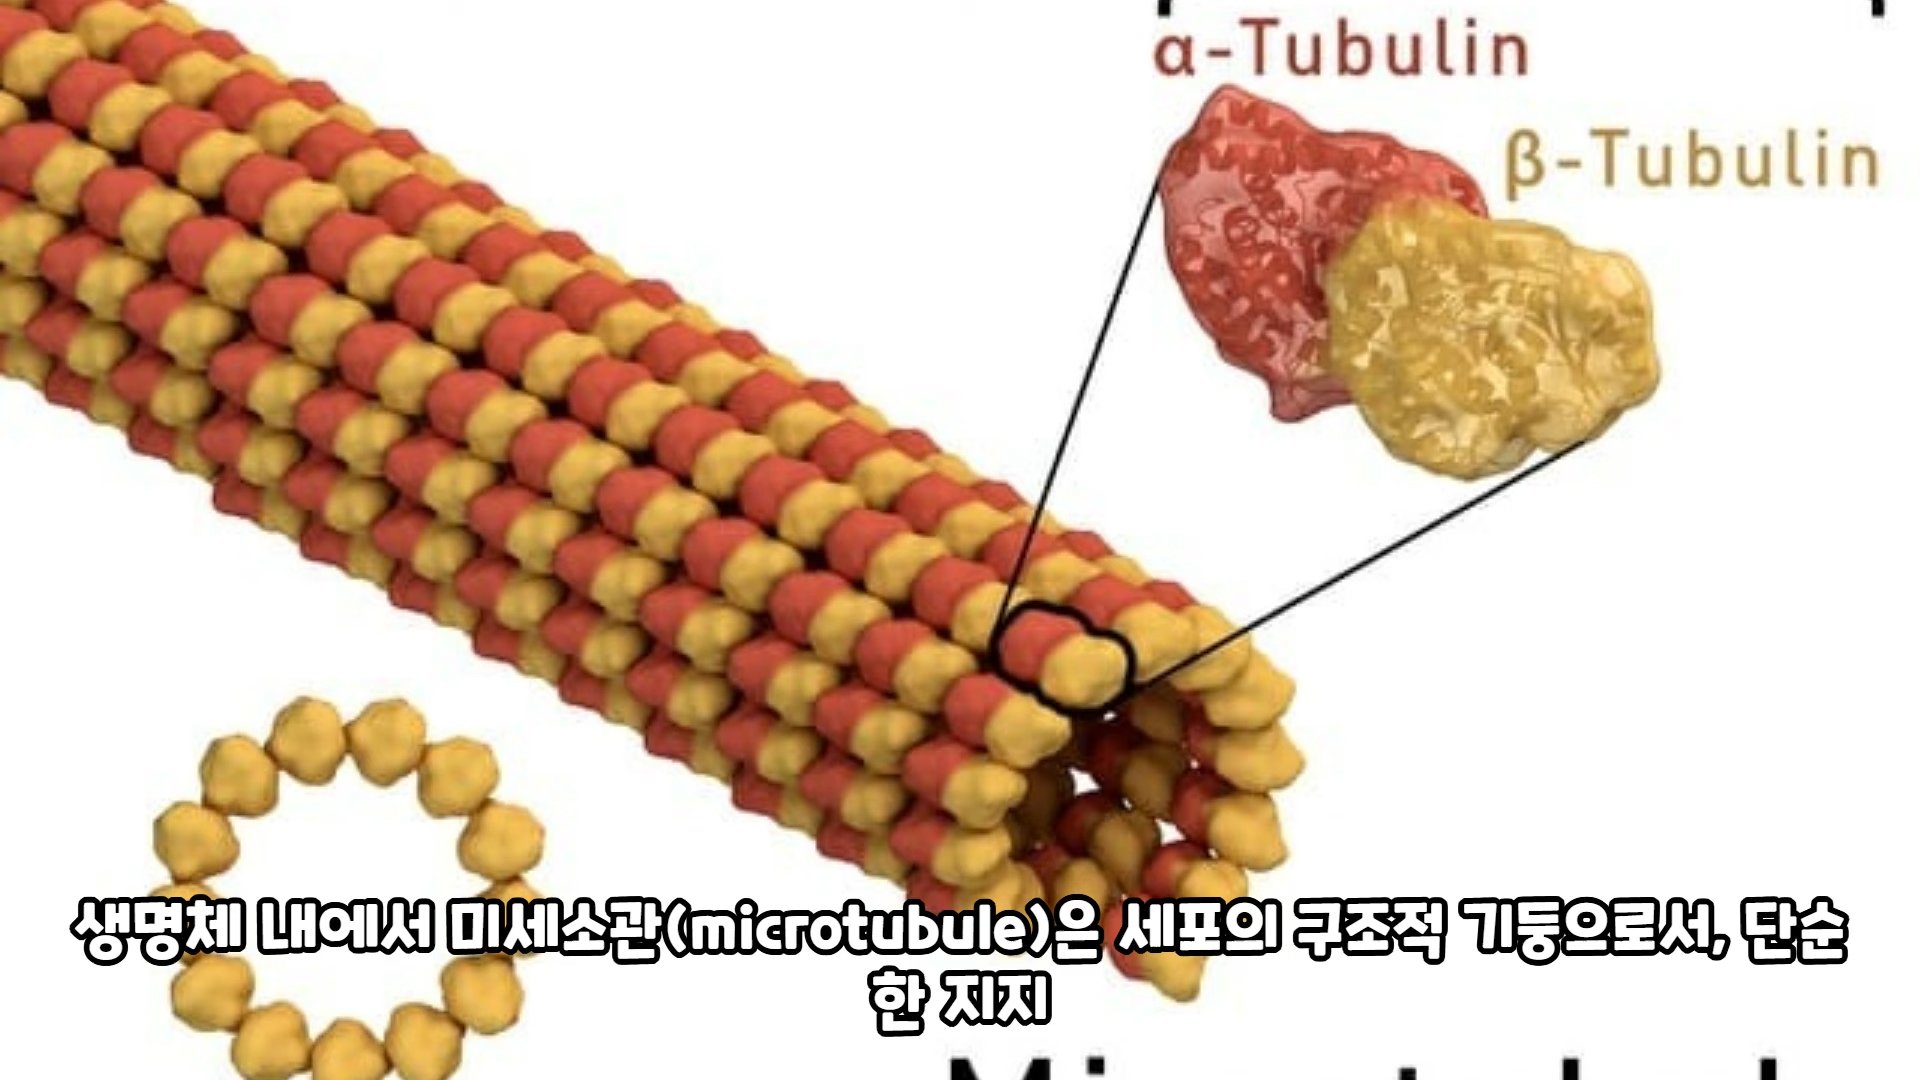 α-Tubulin
β-Tubulin
생명체 내에서 미세소관(microtubule)은 세포의 구조적 기둥으로서, 단순
한 지지